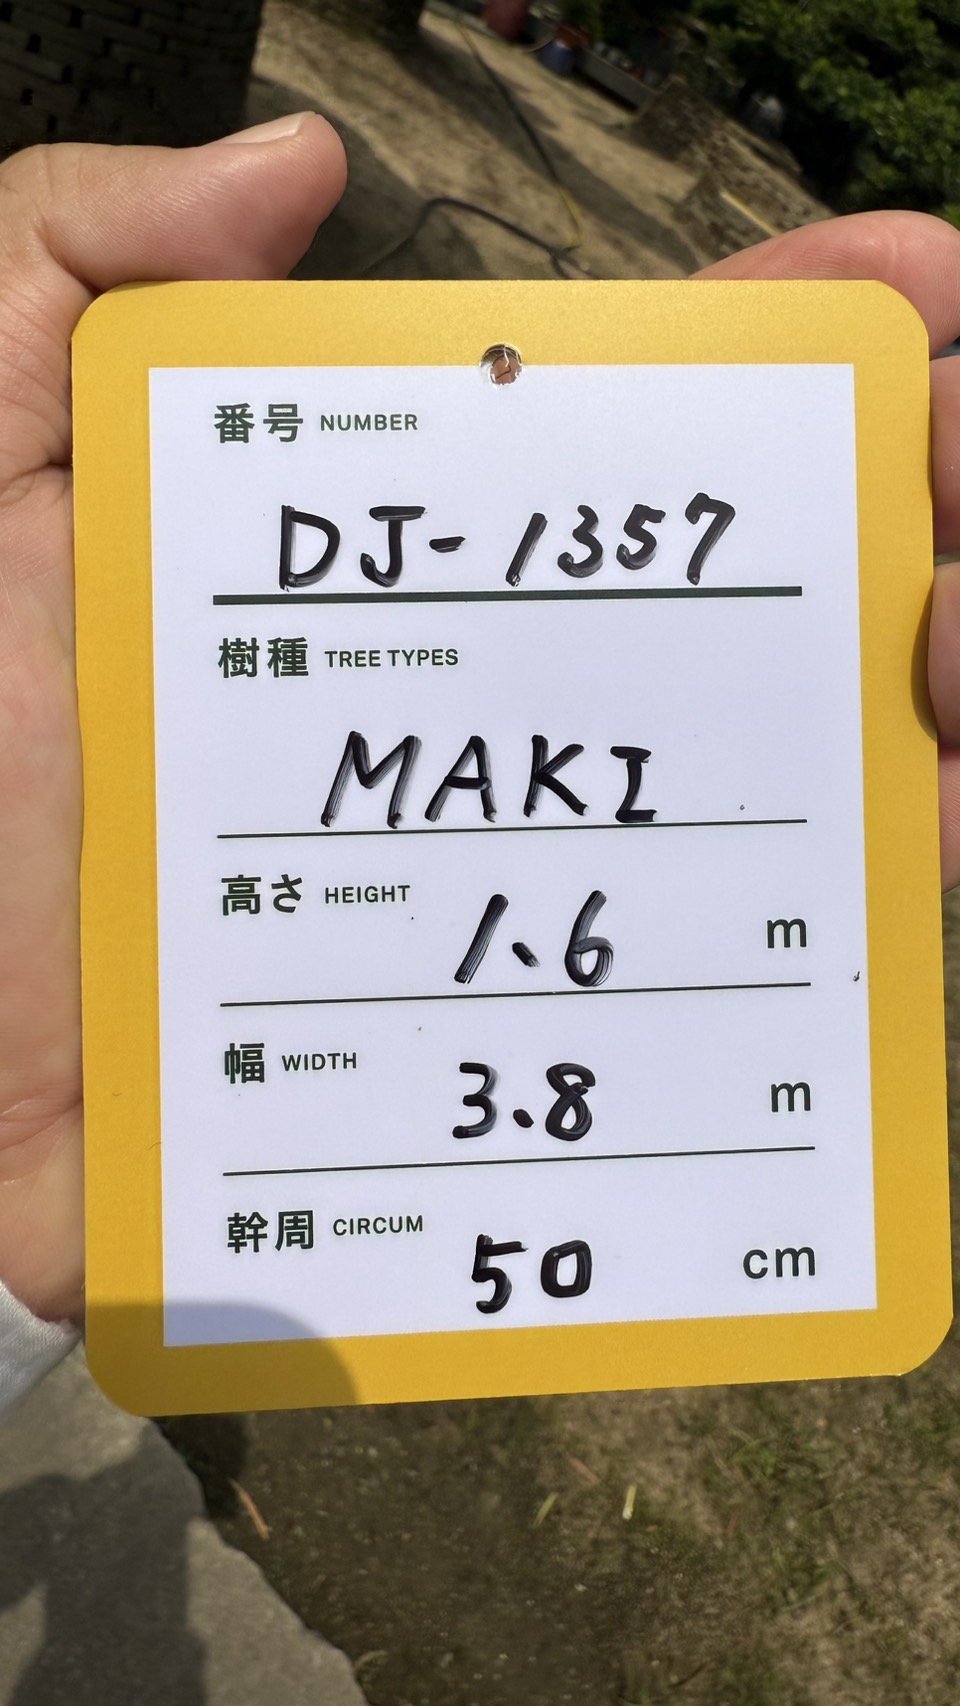 番号 NUMBER
DJ-1357
樹種 TREE TYPES
MAKI
高さ HEIGHT 1.6 m
幅 WIDTH 3.8 m
幹周 CIRCUM 50 cm